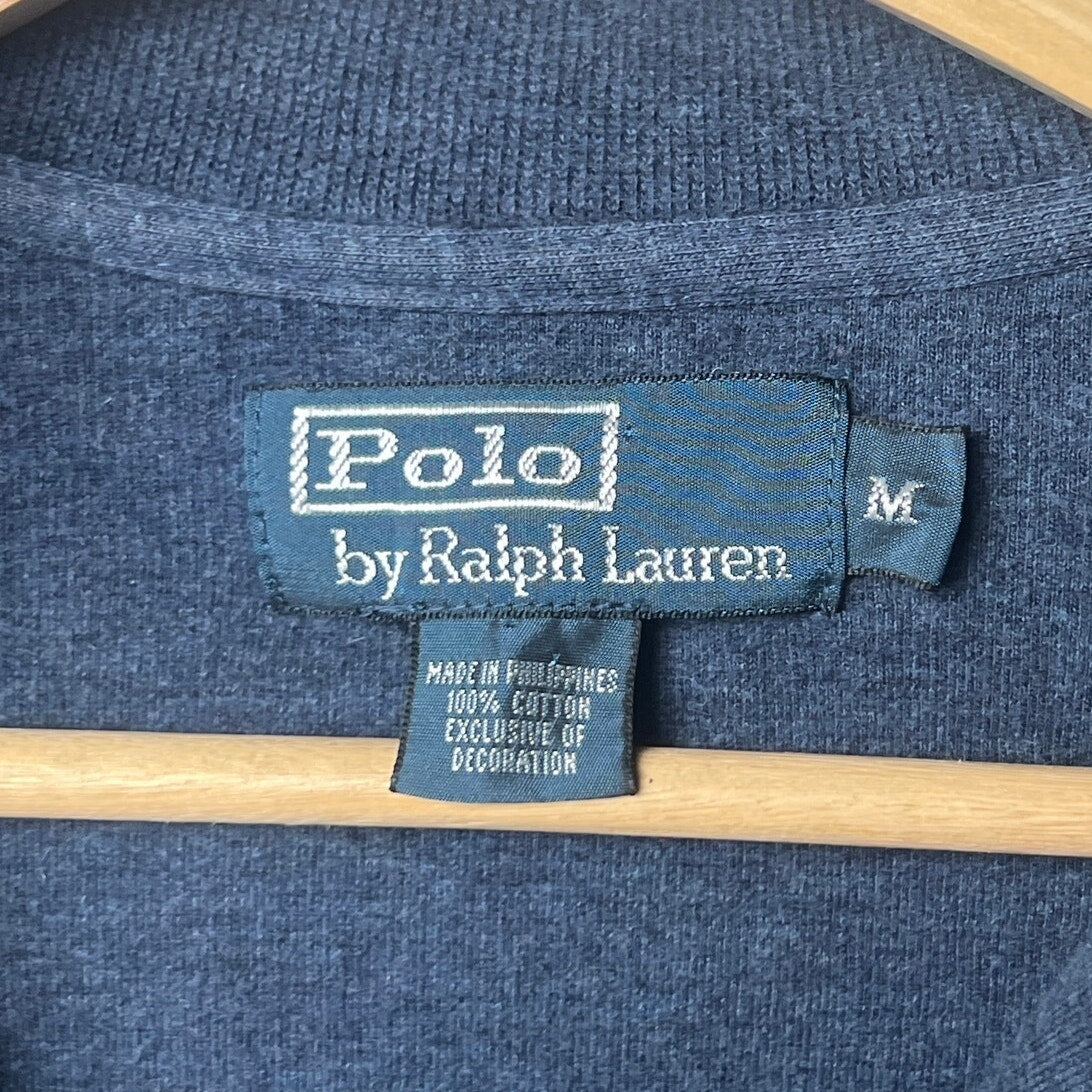 Polo
by Ralph Lauren
M
MADE IN PHILIPPINES
100% COTTON
EXCLUSIVE OF
DECORATION